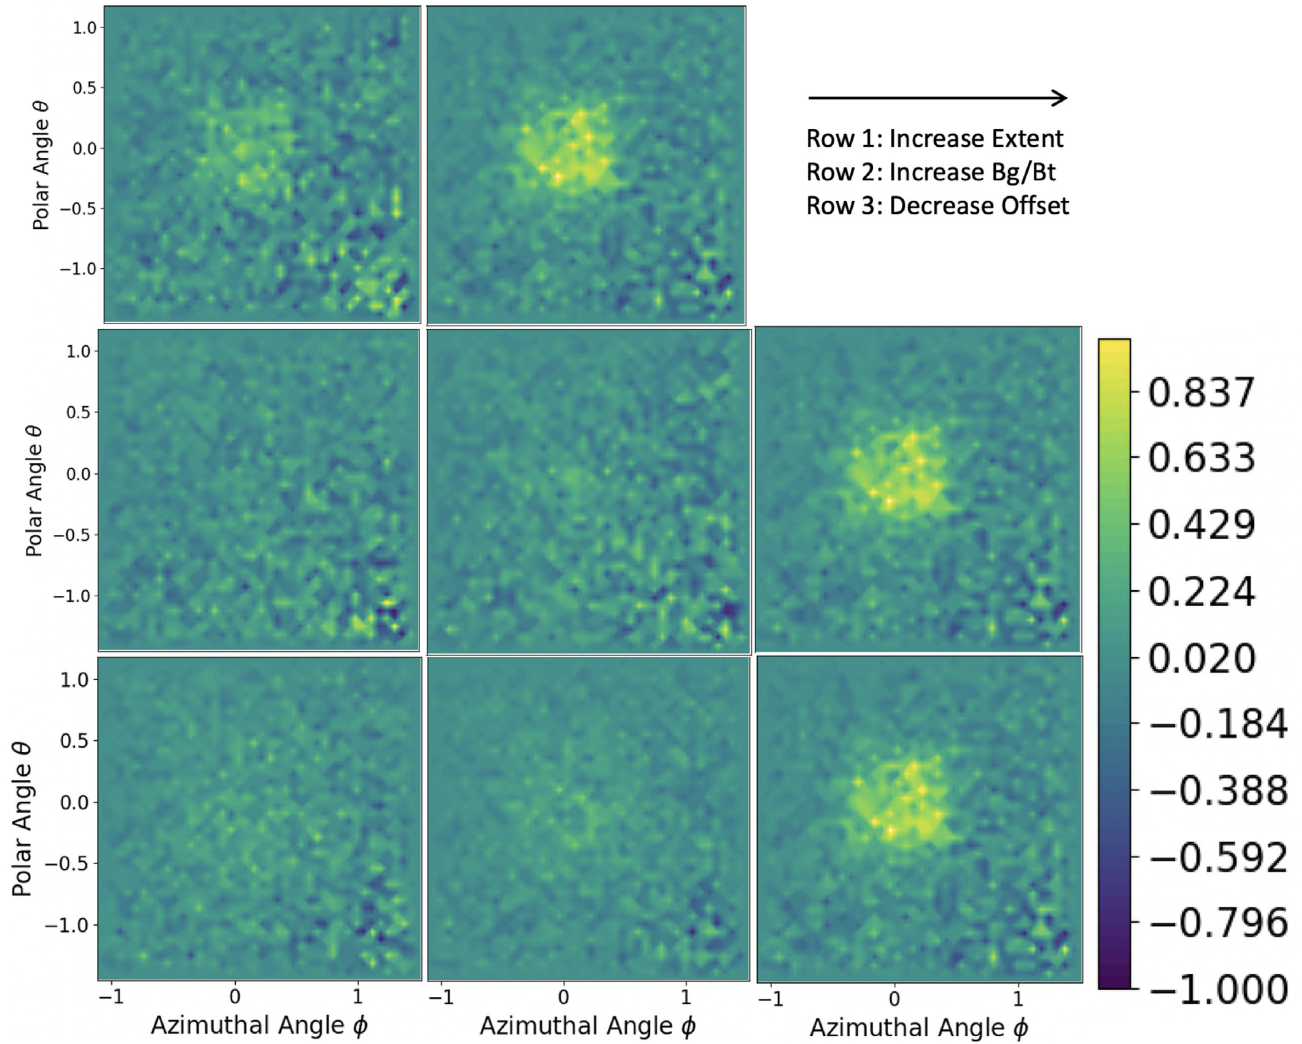 1.0
0.5
0.0
−0.5
−1.0
Polar Angle θ
Row 1: Increase Extent
Row 2: Increase Bg/Bt
Row 3: Decrease Offset
1.0
0.5
0.0
−0.5
−1.0
Polar Angle θ
1.0
0.5
0.0
−0.5
−1.0
Polar Angle θ
−1 0 1
Azimuthal Angle ϕ
−1 0 1
Azimuthal Angle ϕ
−1 0 1
Azimuthal Angle ϕ
0.837
0.633
0.429
0.224
0.020
−0.184
−0.388
−0.592
−0.796
−1.000